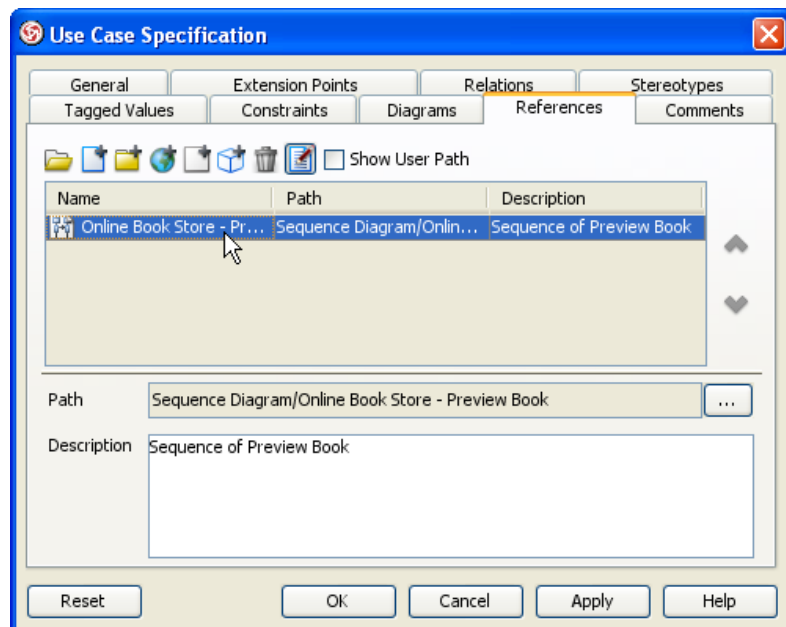 Use Case Specification
General Extension Points Relations Stereotypes
Tagged Values Constraints Diagrams References Comments
Show User Path
Name Path Description
Online Book Store - Pr... Sequence Diagram/Onlin... Sequence of Preview Book
Path Sequence Diagram/Online Book Store - Preview Book ...
Description Sequence of Preview Book
Reset OK Cancel Apply Help